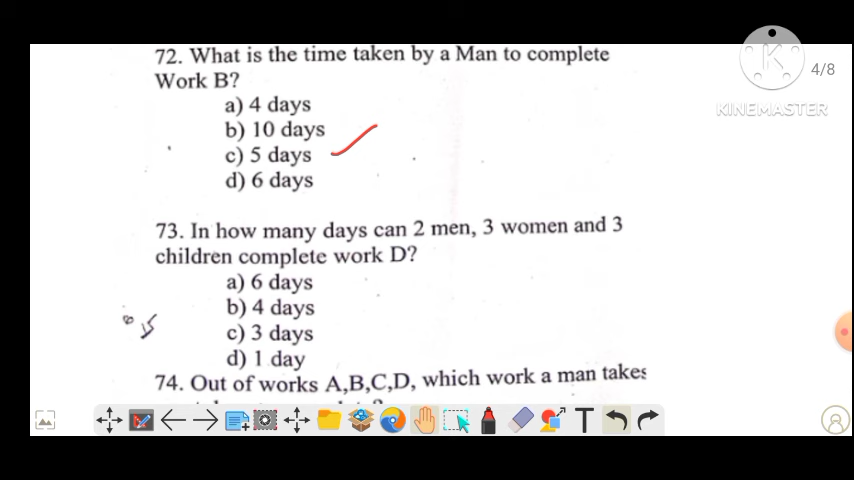 72. What is the time taken by a Man to complete
Work B?
a) 4 days
b) 10 days
c) 5 days
d) 6 days
73. In how many days can 2 men, 3 women and 3
children complete work D?
a) 6 days
b) 4 days
c) 3 days
d) 1 day
74. Out of works A,B,C,D, which work a man takes
4/8
K
KINEMASTER
T